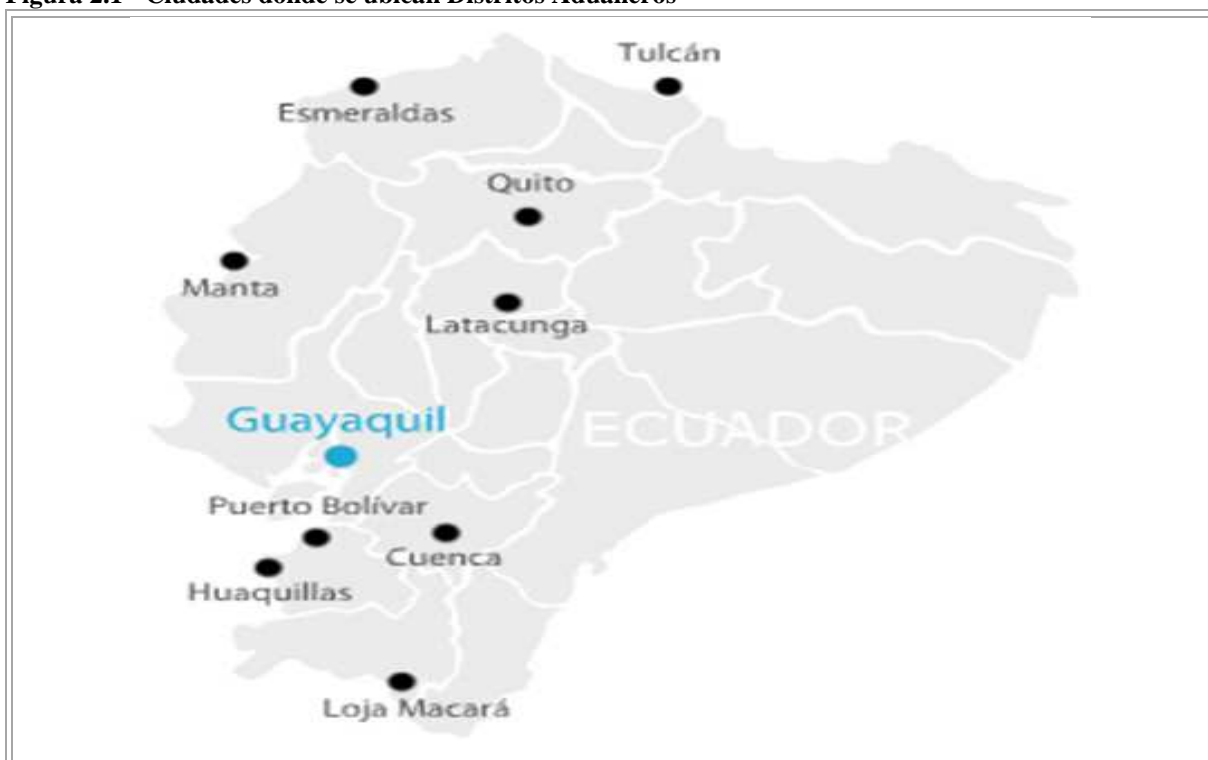 Figura 2.1 Ciudades donde se ubican Distritos Aduaneros
Tulcán
Esmeraldas
Quito
Manta
Latacunga
Guayaquil
ECUADOR
Puerto Bolívar
Cuenca
Huaquillas
Loja Macará